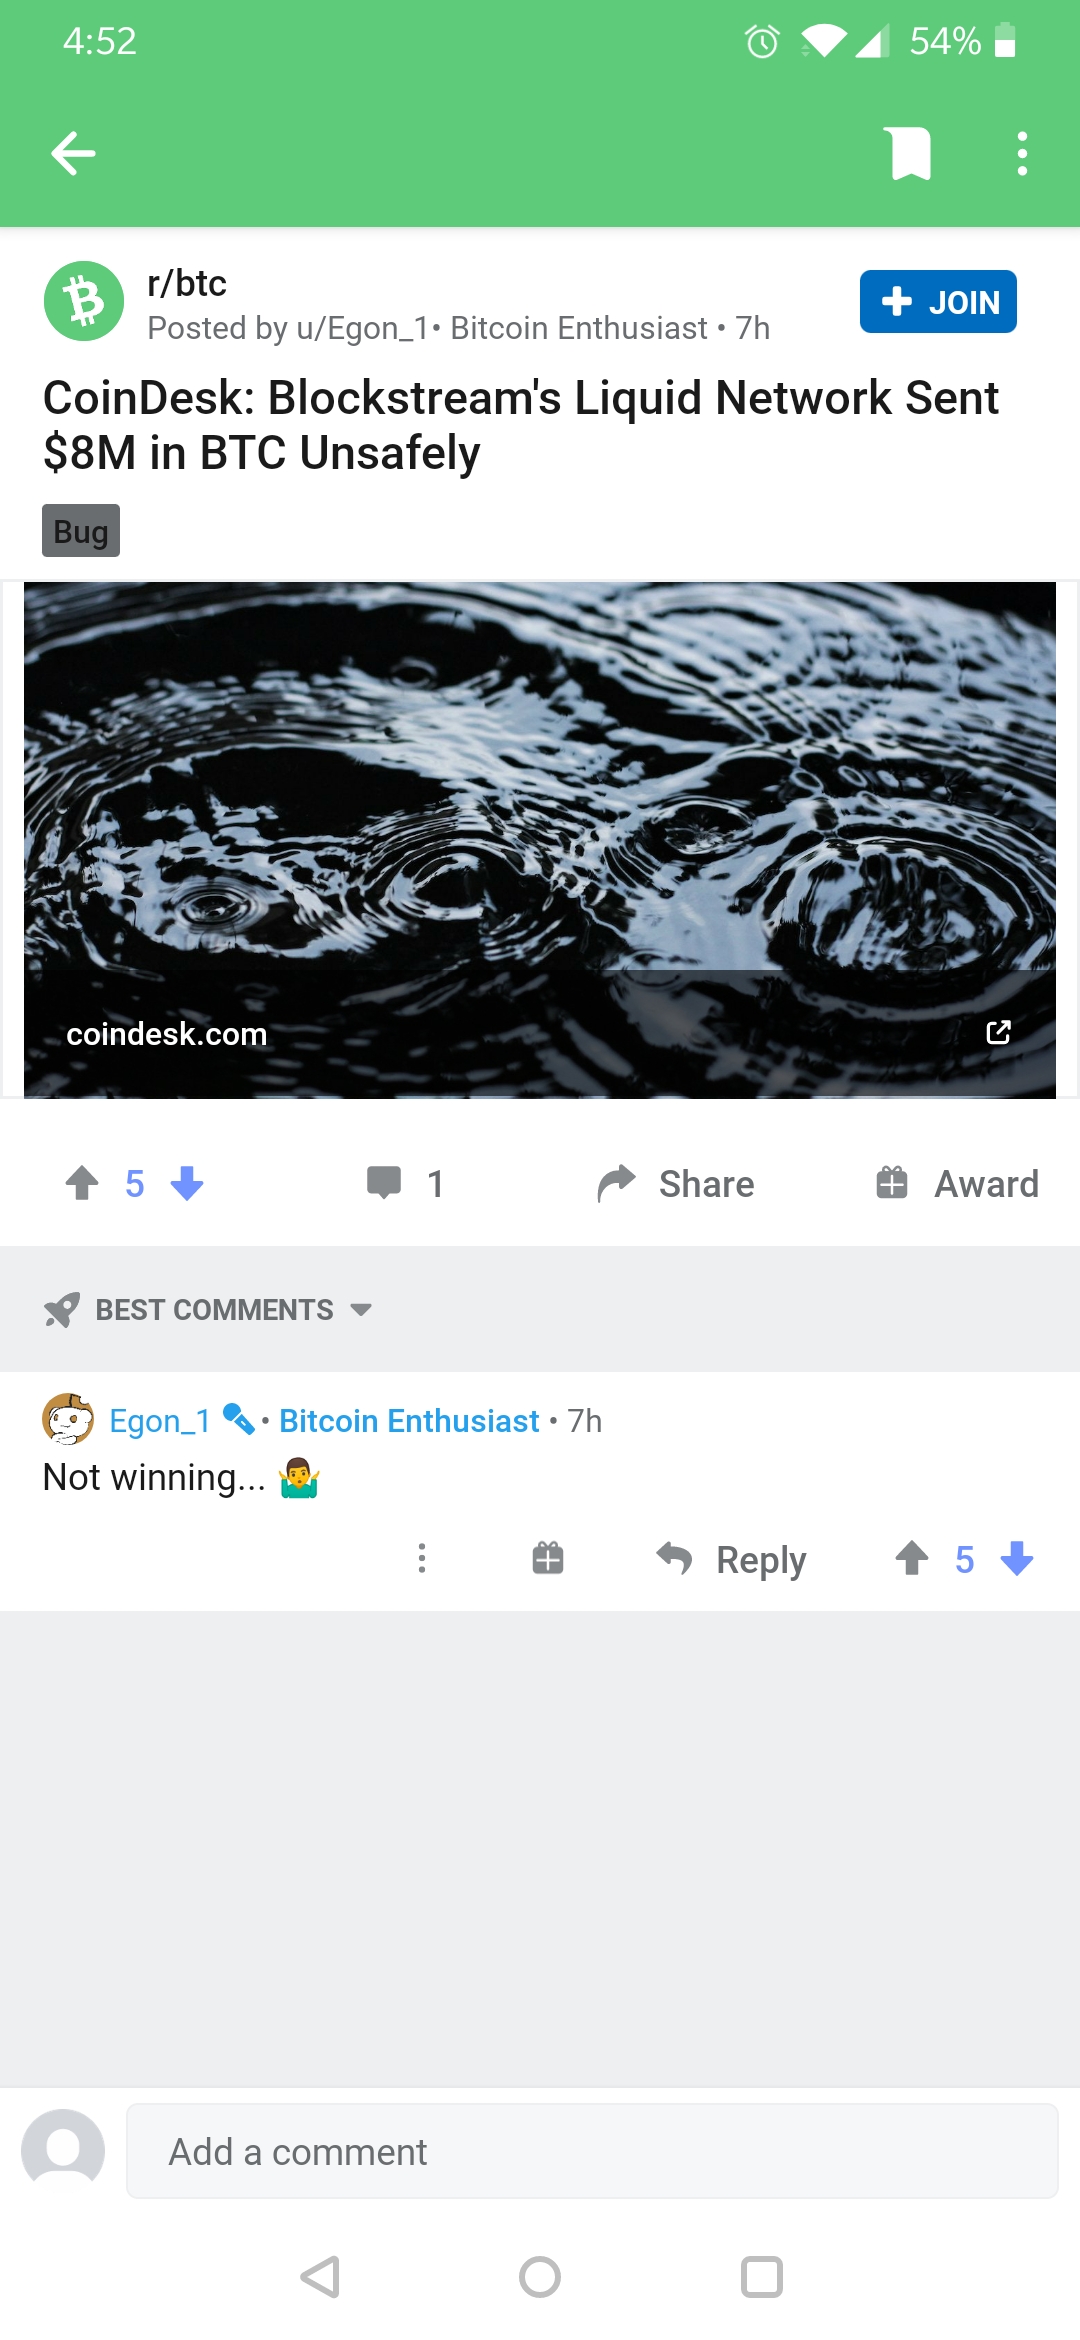 4:52
54%
r/btc
Posted by u/Egon_1• Bitcoin Enthusiast • 7h
+ JOIN
CoinDesk: Blockstream's Liquid Network Sent
$8M in BTC Unsafely
Bug
coindesk.com
5
1
Share
Award
BEST COMMENTS
Egon_1 • Bitcoin Enthusiast • 7h
Not winning... 🤷‍♂️
Reply
5
Add a comment